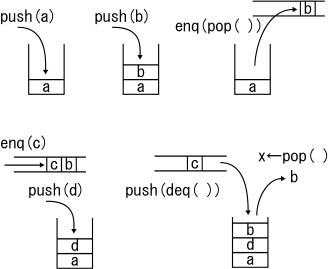 push(a)
a
push(b)
b
a
enq(pop( ))
b
a
enq(c)
c b
push(d)
d
a
push(deq( ))
c
b
d
a
x←pop( )
b